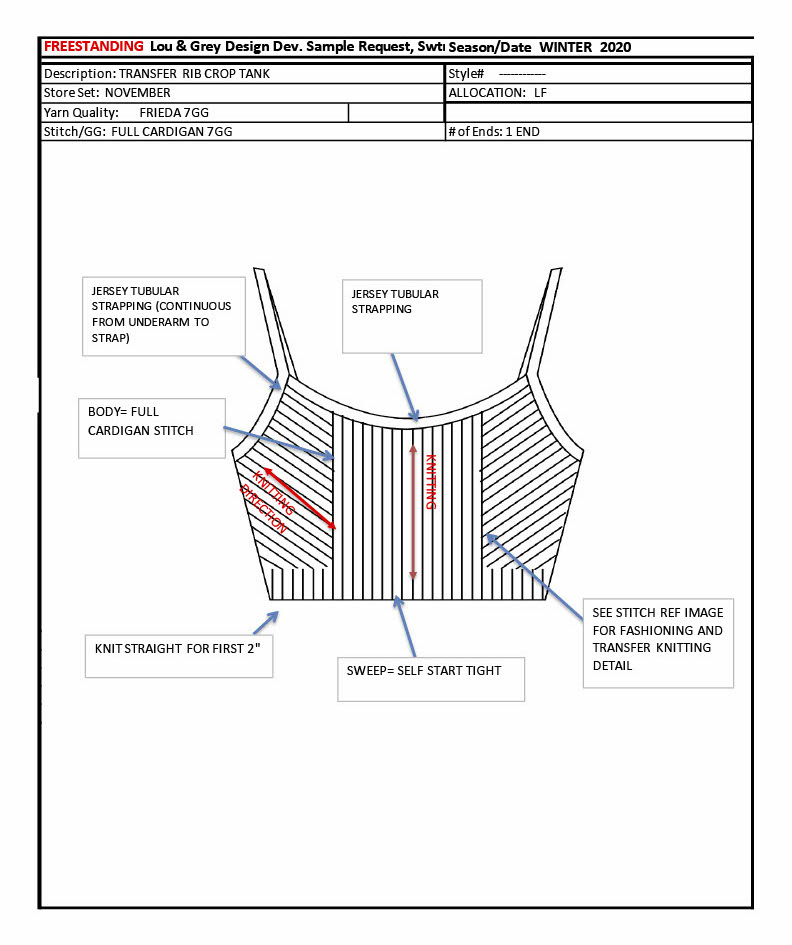 FREESTANDING Lou & Grey Design Dev. Sample Request, Swt Season/Date WINTER 2020
Description: TRANSFER RIB CROP TANK
Style# ------------
Store Set: NOVEMBER
ALLOCATION: LF
Yarn Quality: FRIEDA 7GG
Stitch/GG: FULL CARDIGAN 7GG
# of Ends: 1 END
JERSEY TUBULAR
STRAPPING (CONTINUOUS
FROM UNDERARM TO
STRAP)
JERSEY TUBULAR
STRAPPING
BODY= FULL
CARDIGAN STITCH
KNITTING
DIRECTION
KNITTING
SEE STITCH REF IMAGE
FOR FASHIONING AND
TRANSFER KNITTING
DETAIL
KNIT STRAIGHT FOR FIRST 2"
SWEEP= SELF START TIGHT